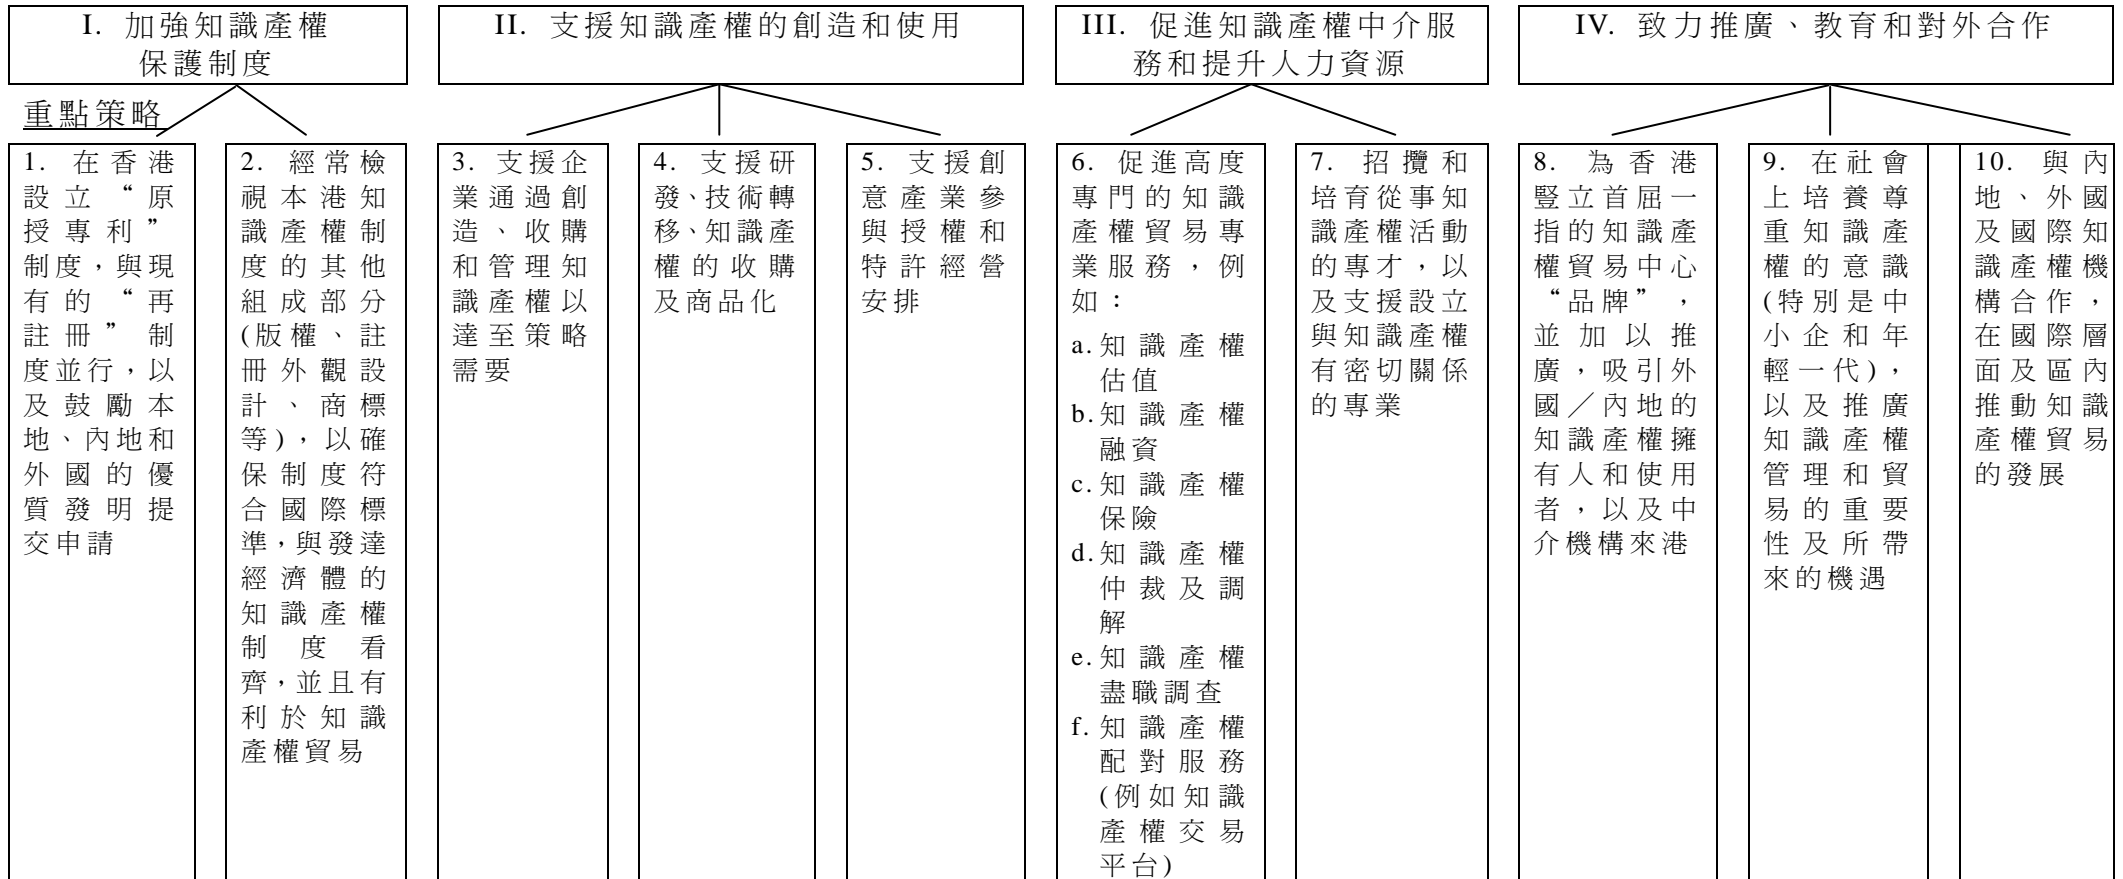 I. 加強知識產權
保護制度
II. 支援知識產權的創造和使用
III. 促進知識產權中介服
務和提升人力資源
IV. 致力推廣、教育和對外合作
重點策略
1. 在香港
設立“原
授專利”
制度，與現
有的“再
註冊”制
度並行，以
及鼓勵本
地、內地和
外國的優
質發明提
交申請
2. 經常檢
視本港知
識產權制
度的其他
組成部分
(版權、註
冊外觀設
計、商標
等)，以確
保制度符
合國際標
準，與發達
經濟體的
知識產權
制度看
齊，並且有
利於知識
產權貿易
3. 支援企
業通過創
造、收購
和管理知
識產權以
達至策略
需要
4. 支援研
發、技術轉
移、知識產
權的收購
及商品化
5. 支援創
意產業參
與授權和
特許經營
安排
6. 促進高度
專門的知識
產權貿易專
業服務，例
如：
a. 知識產權
估值
b. 知識產權
融資
c. 知識產權
保險
d. 知識產權
仲裁及調
解
e. 知識產權
盡職調查
f. 知識產權
配對服務
(例如知識
產權交易
平台)
7. 招攬和
培育從事知
識產權活動
的專才，以
及支援設立
與知識產權
有密切關係
的專業
8. 為香港
豎立首屈一
指的知識產
權貿易中心
“品牌”，
並加以推
廣，吸引外
國／內地的
知識產權擁
有人和使用
者，以及中
介機構來港
9. 在社會
上培養尊
重知識產
權的意識
(特別是中
小企和年
輕一代)，
以及推廣
知識產權
管理和貿
易的重要
性及所帶
來的機遇
10. 與內
地、外國
及國際知
識產權機
構合作，
在國際層
面及區內
推動知識
產權貿易
的發展